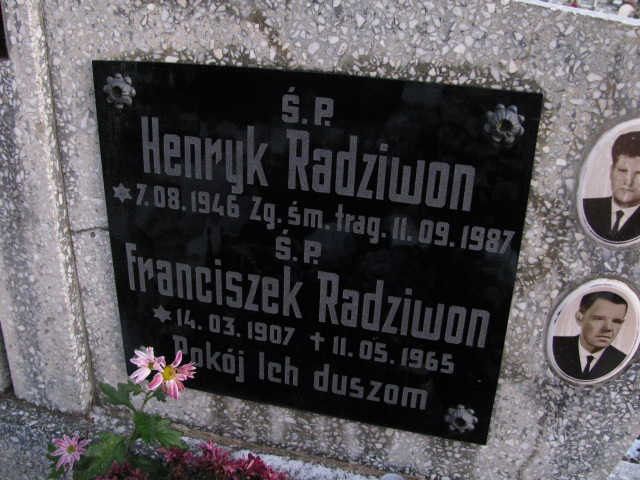 Ś.P.
Henryk Radziwon
7.08.1946 Zg. śm. trag. 11.09.1987
Ś.P.
Franciszek Radziwon
14.03.1907 + 11.05.1965
Pokój Ich duszom